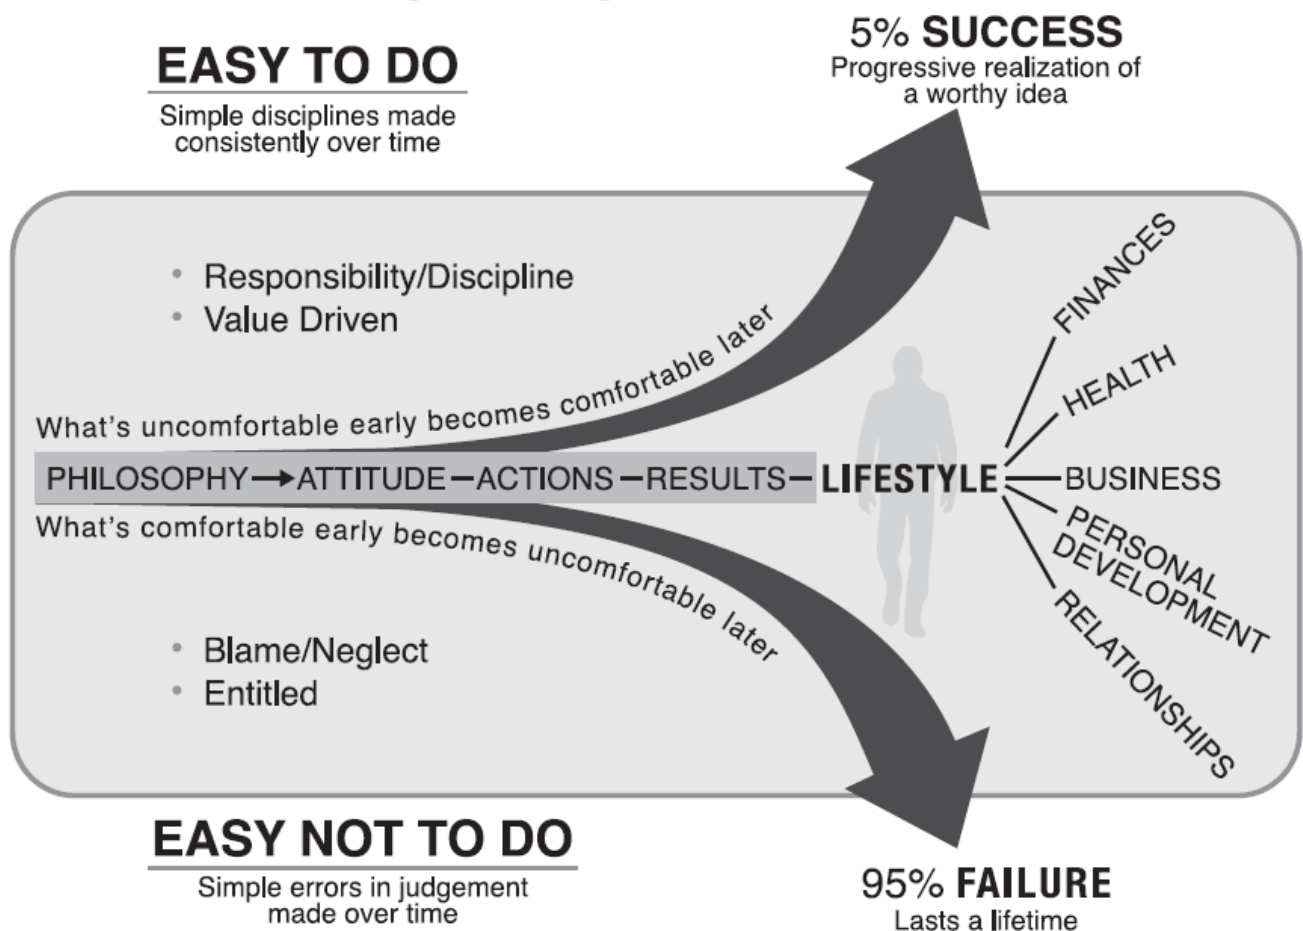 EASY TO DO
Simple disciplines made
consistently over time
5% SUCCESS
Progressive realization of
a worthy idea
• Responsibility/Discipline
• Value Driven
What's uncomfortable early becomes comfortable later
PHILOSOPHY→ATTITUDE–ACTIONS–RESULTS–LIFESTYLE
What's comfortable early becomes uncomfortable later
FINANCES
HEALTH
BUSINESS
PERSONAL
DEVELOPMENT
RELATIONSHIPS
• Blame/Neglect
• Entitled
EASY NOT TO DO
Simple errors in judgement
made over time
95% FAILURE
Lasts a lifetime